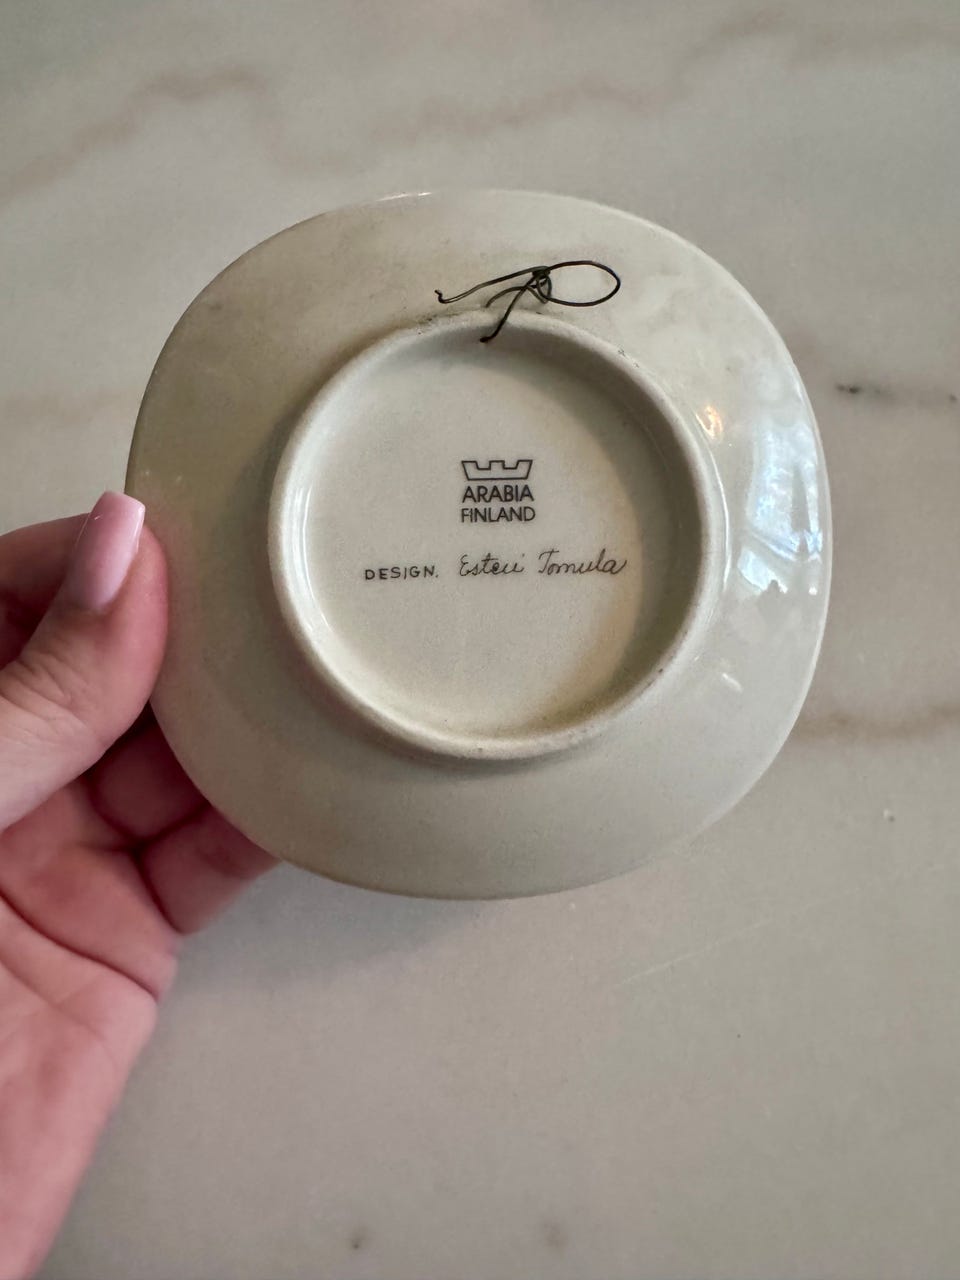 ARABIA
FINLAND
DESIGN. Esteri Tomula